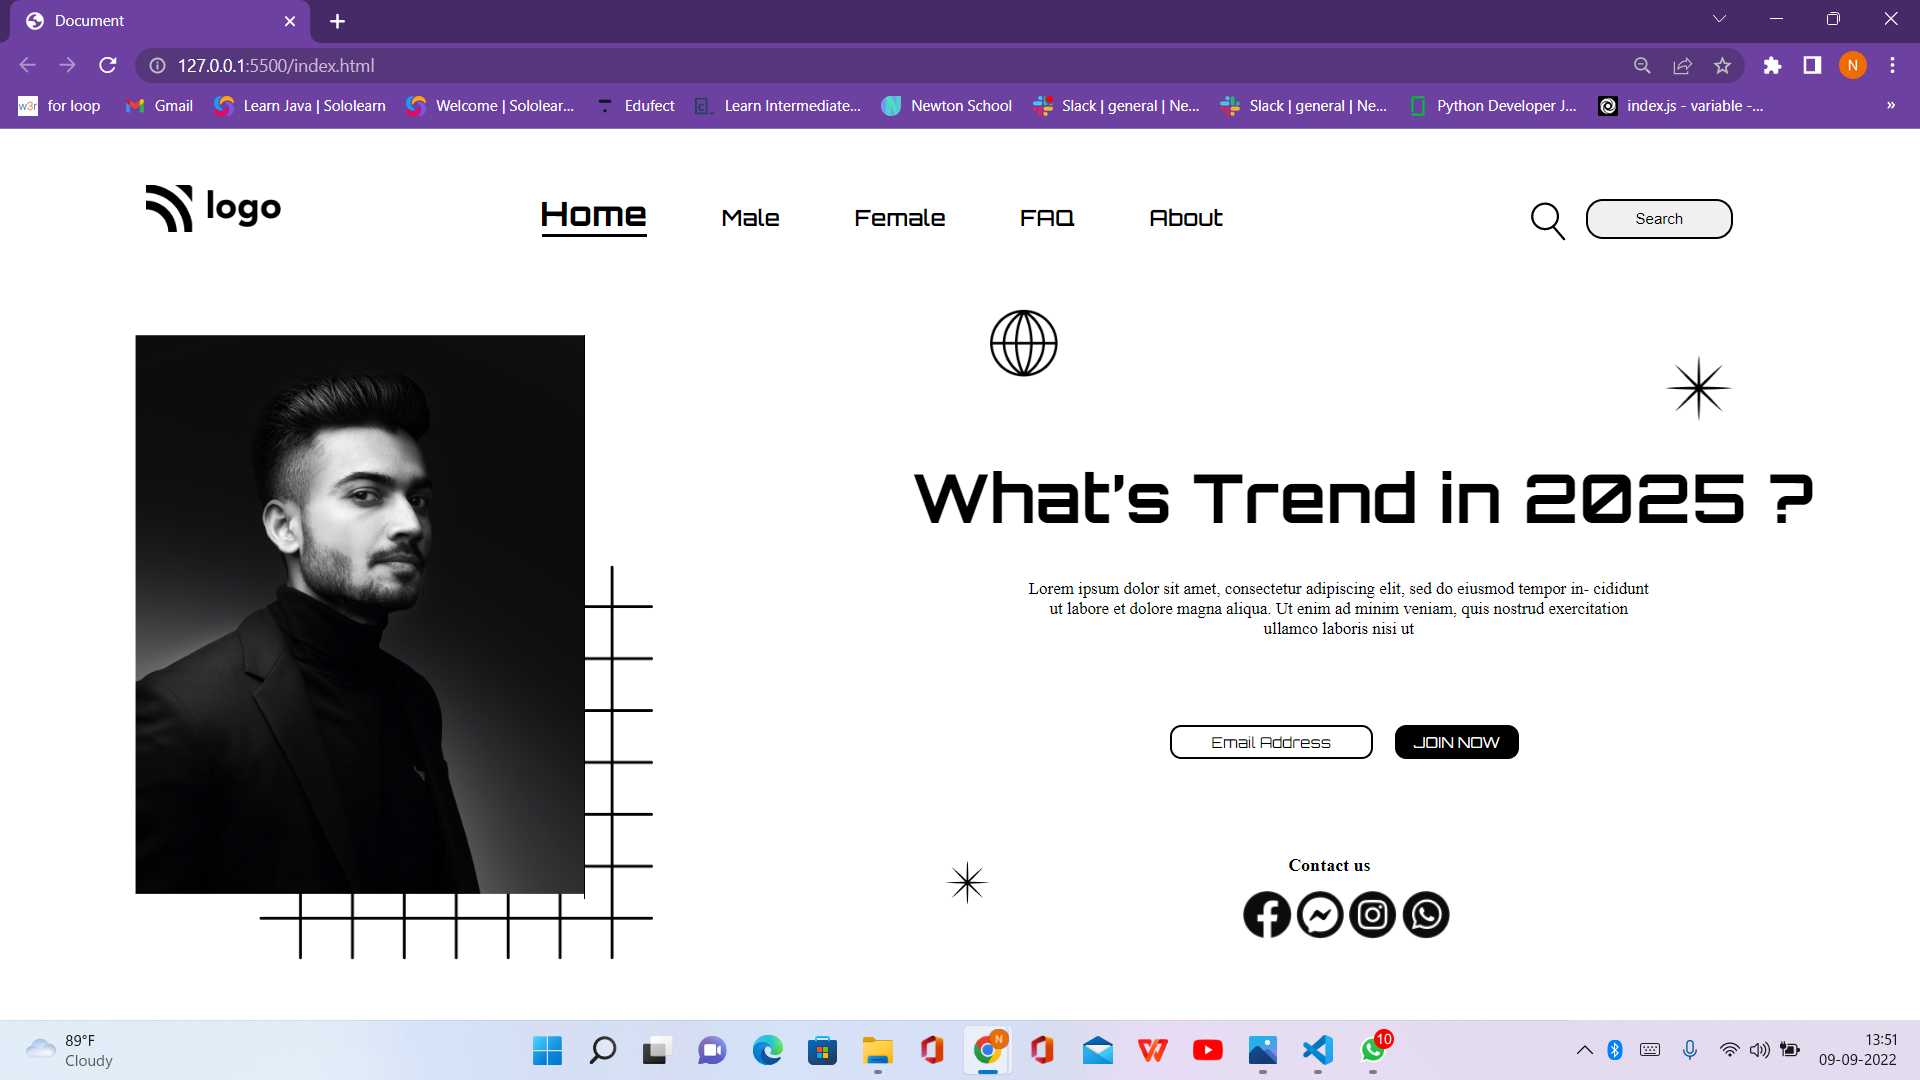 Document
127.0.0.1:5500/index.html
N
w3r for loop
Gmail
Learn Java | Sololearn
Welcome | Sololear...
Edufect
Learn Intermediate...
Newton School
Slack | general | Ne...
Slack | general | Ne...
Python Developer J...
index.js - variable -...
»
logo
Home
Male
Female
FAQ
About
Search
What's Trend in 2025 ?
Lorem ipsum dolor sit amet, consectetur adipiscing elit, sed do eiusmod tempor in- cididunt
ut labore et dolore magna aliqua. Ut enim ad minim veniam, quis nostrud exercitation
ullamco laboris nisi ut
Email Address
JOIN NOW
Contact us
89°F
Cloudy
N
10
13:51
09-09-2022